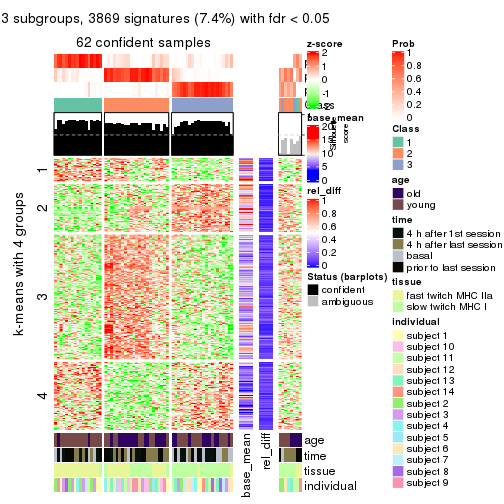 3 subgroups, 3869 signatures (7.4%) with fdr < 0.05
62 confident samples
k-means with 4 groups
1
2
3
4
Class
Silhouette
score
age
time
tissue
individual
base_mean
rel_diff
z-score
2
1
0
-1
-2
base_mean
20
15
10
5
0
rel_diff
1
0.8
0.6
0.4
0.2
0
Status (barplots)
confident
ambiguous
Prob
1
0.8
0.6
0.4
0.2
0
Class
1
2
3
age
old
young
time
4 h after 1st session
4 h after last session
basal
prior to last session
tissue
fast twitch MHC IIa
slow twitch MHC I
individual
subject 1
subject 10
subject 11
subject 12
subject 13
subject 14
subject 2
subject 3
subject 4
subject 5
subject 6
subject 7
subject 8
subject 9